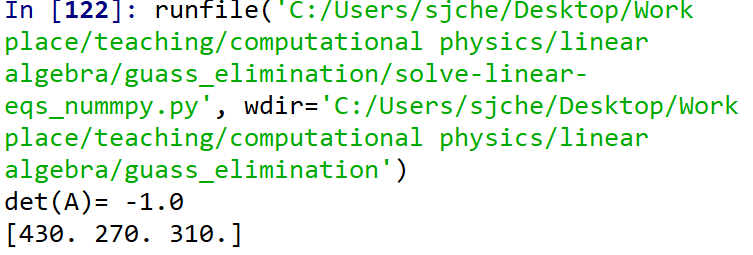 In [122]: runfile('C:/Users/sjche/Desktop/Work
place/teaching/computational physics/linear
algebra/guass_elimination/solve-linear-
eqs_nummpy.py', wdir='C:/Users/sjche/Desktop/Work
place/teaching/computational physics/linear
algebra/guass_elimination')
det(A)= -1.0
[430. 270. 310.]